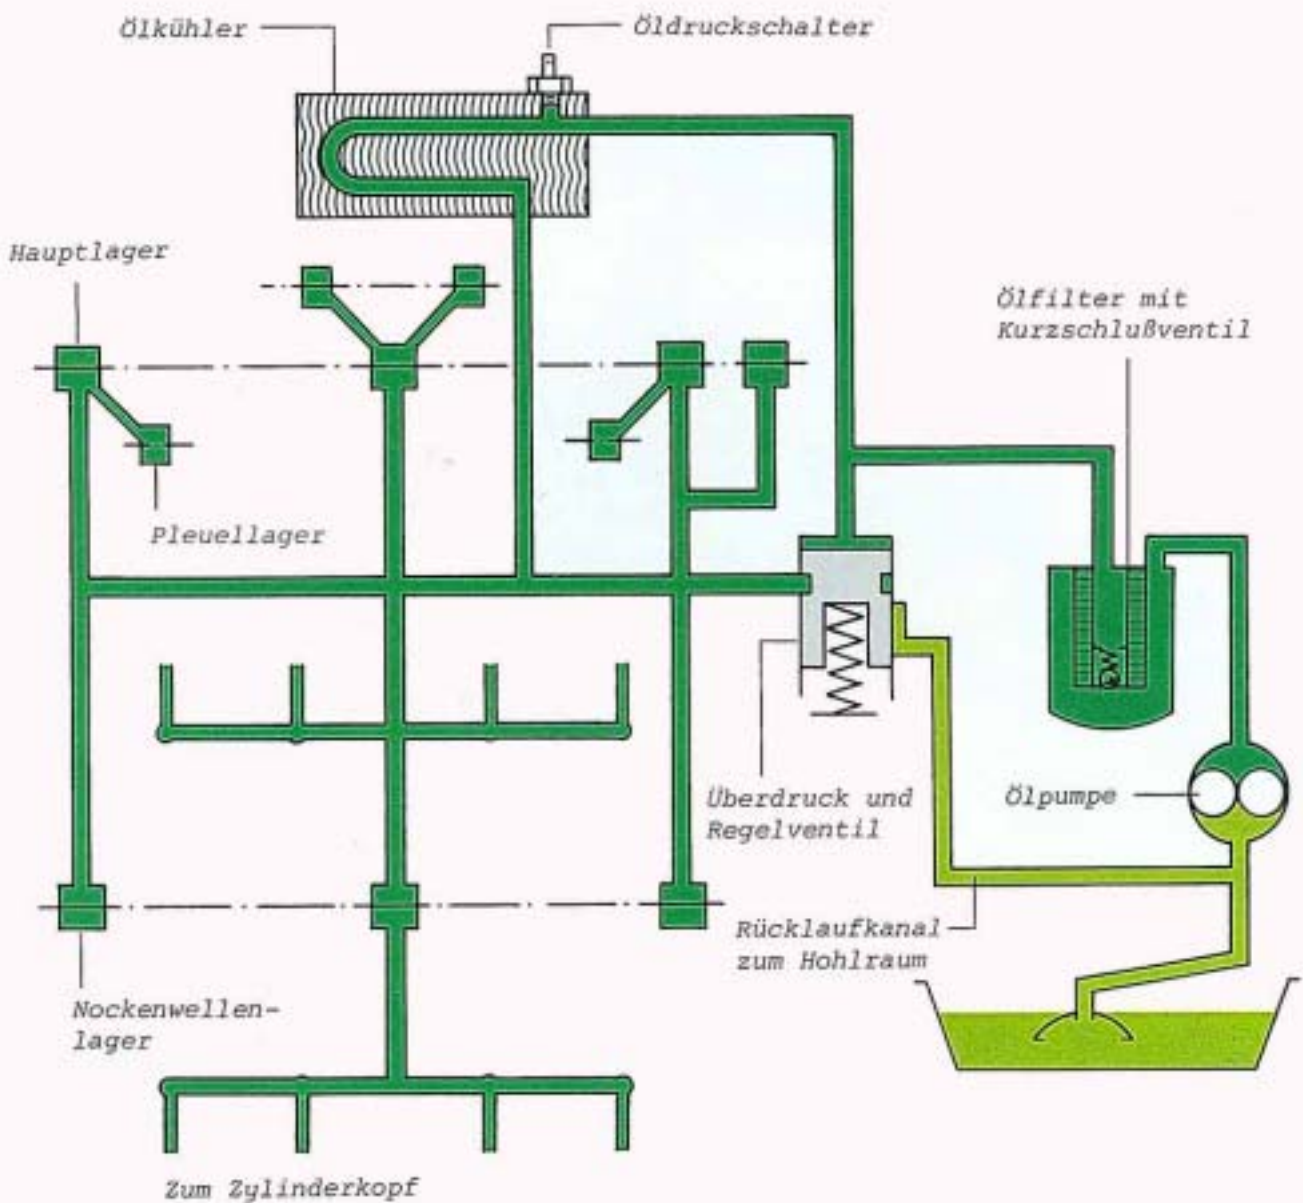 Ölkühler
Öldruckschalter
Hauptlager
Ölfilter mit
Kurzschlußventil
Pleuellager
Überdruck und
Regelventil
Ölpumpe
Rücklaufkanal
zum Hohlraum
Nockenwellen-
lager
Zum Zylinderkopf